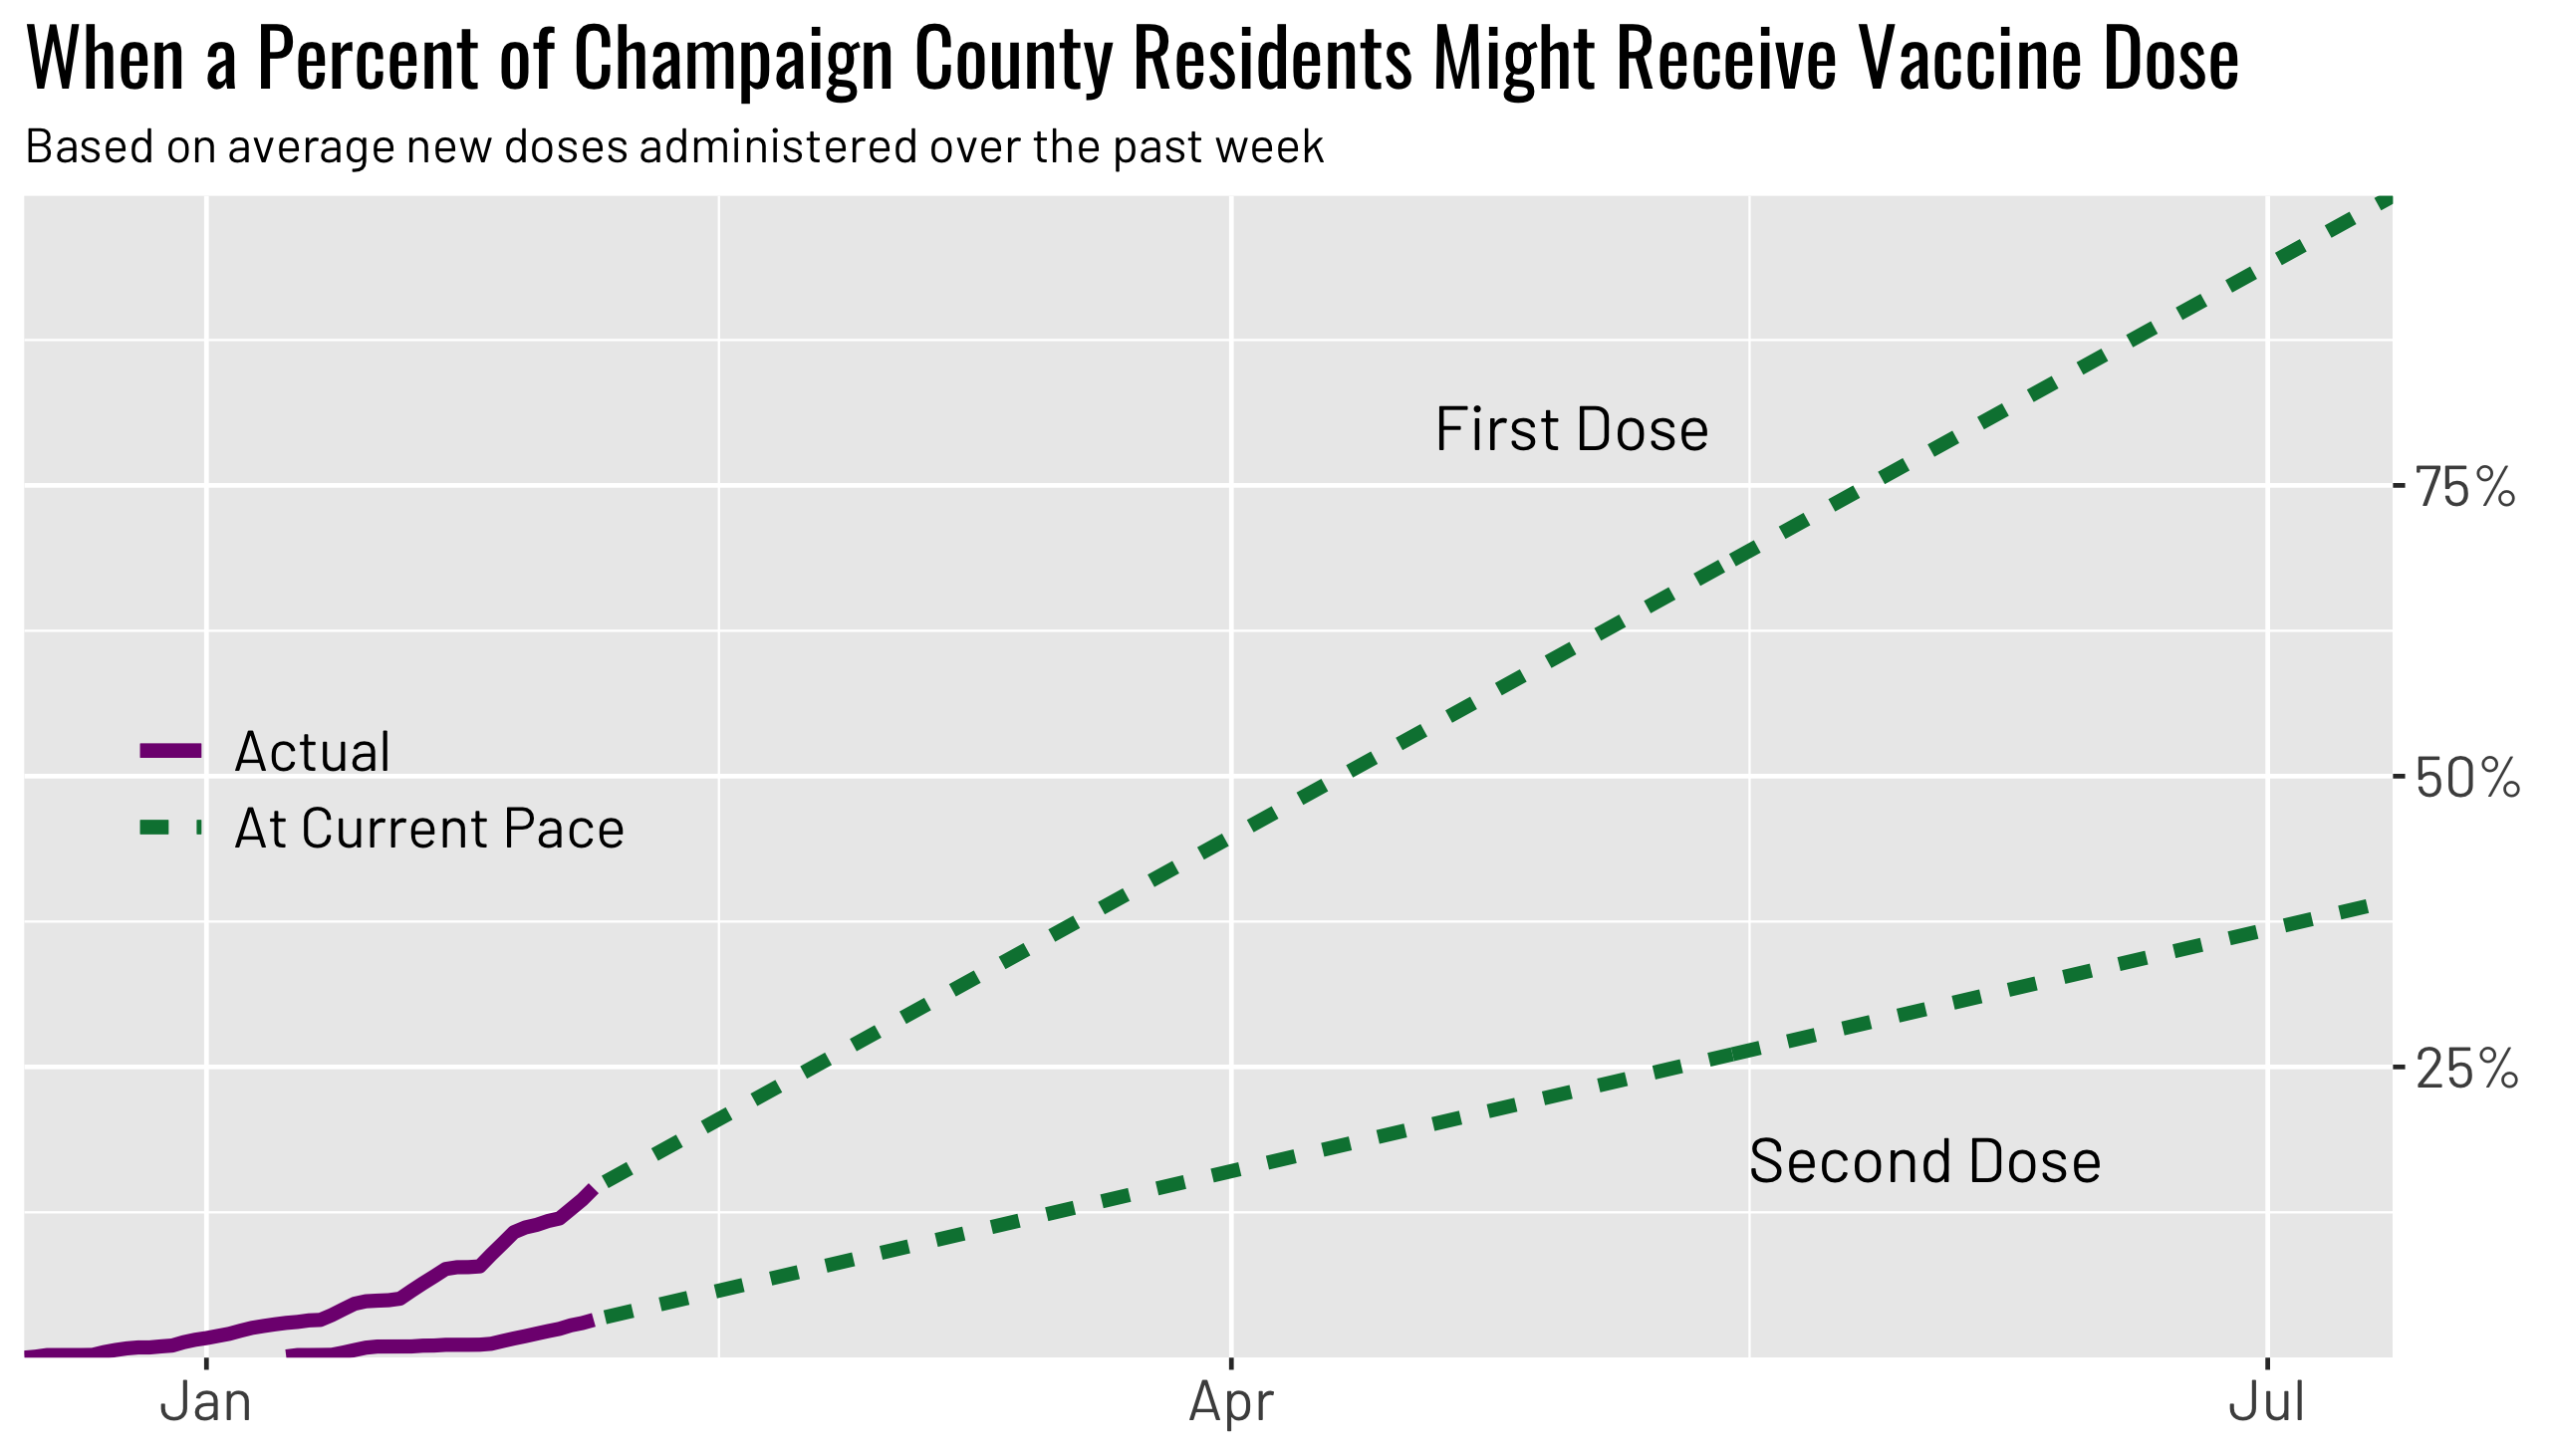 When a Percent of Champaign County Residents Might Receive Vaccine Dose
Based on average new doses administered over the past week
First Dose
75%
Actual
50%
At Current Pace
25%
Second Dose
Jan Apr Jul